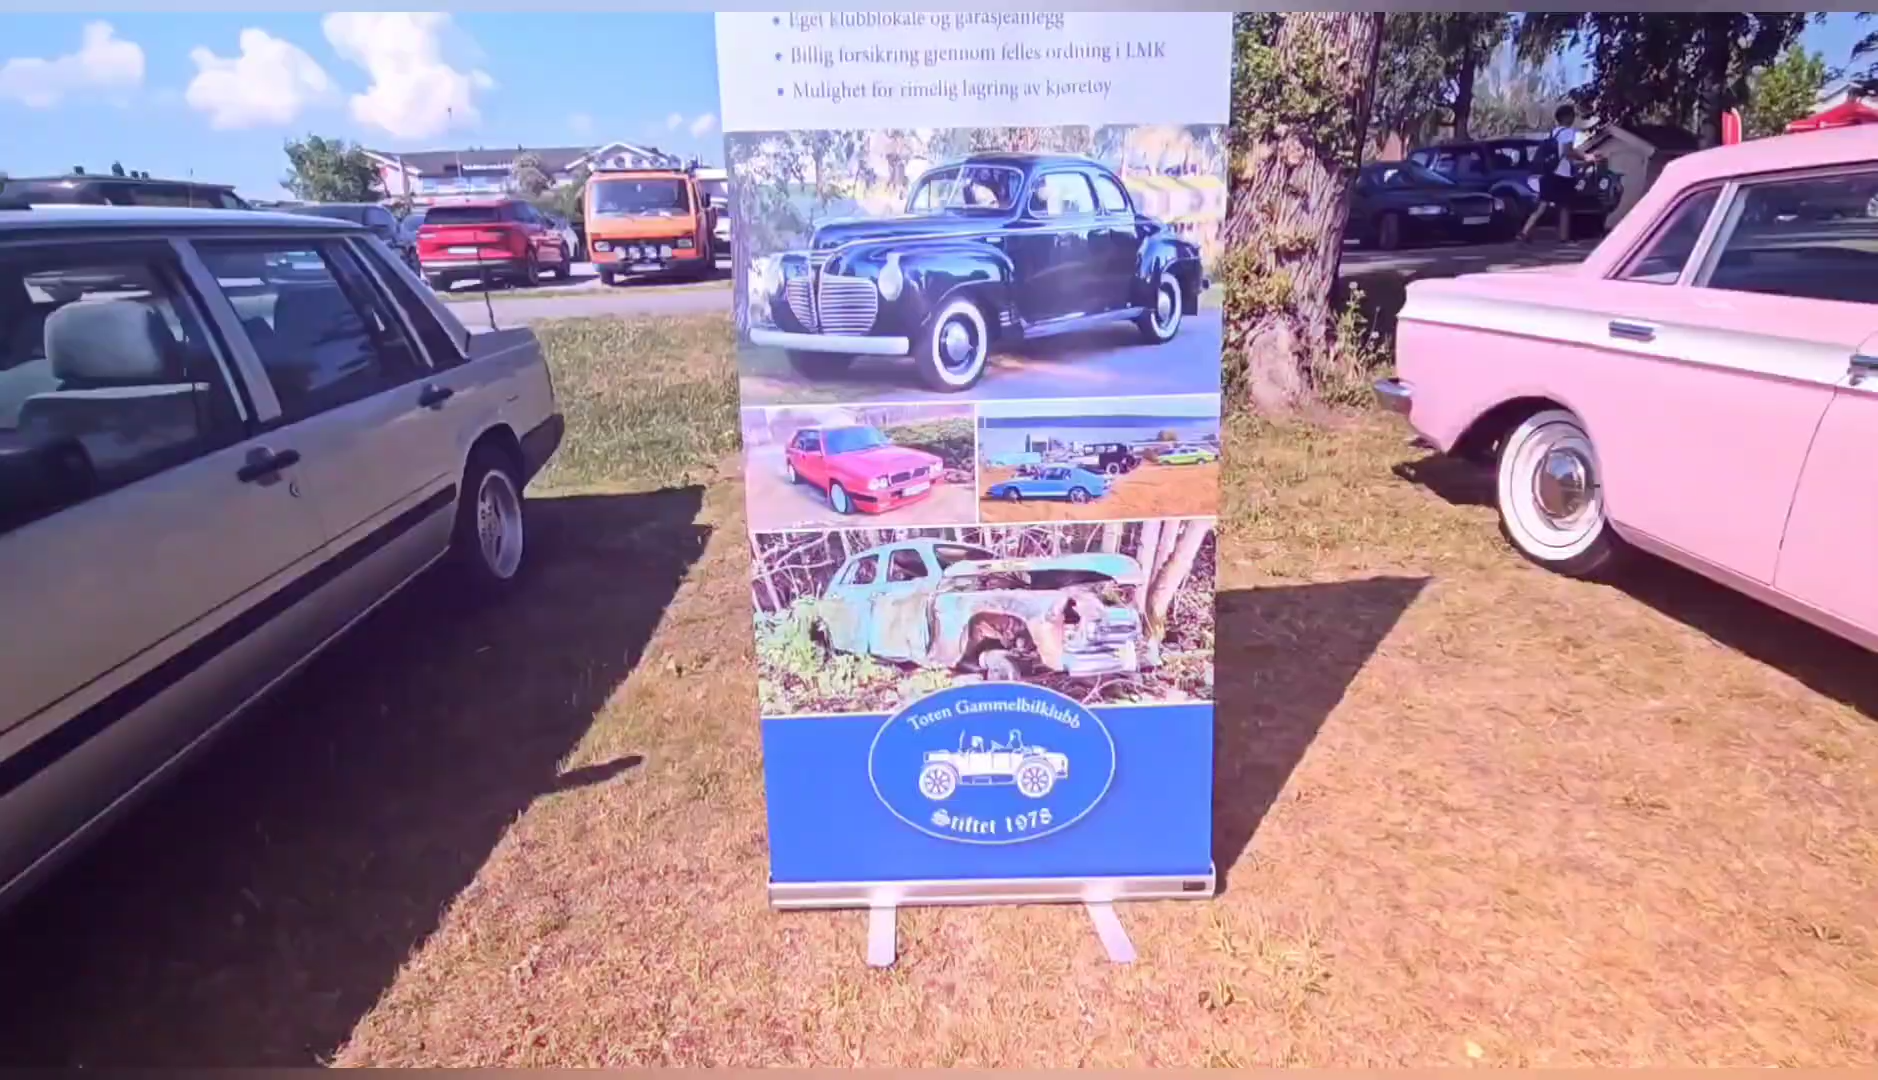 • Eget klubblokale og garasjeanlegg
• Billig forsikring gjennom felles ordning i LMK
• Mulighet for rimelig lagring av kjøretøy
Toten Gammelbilklubb
Stiftet 1978